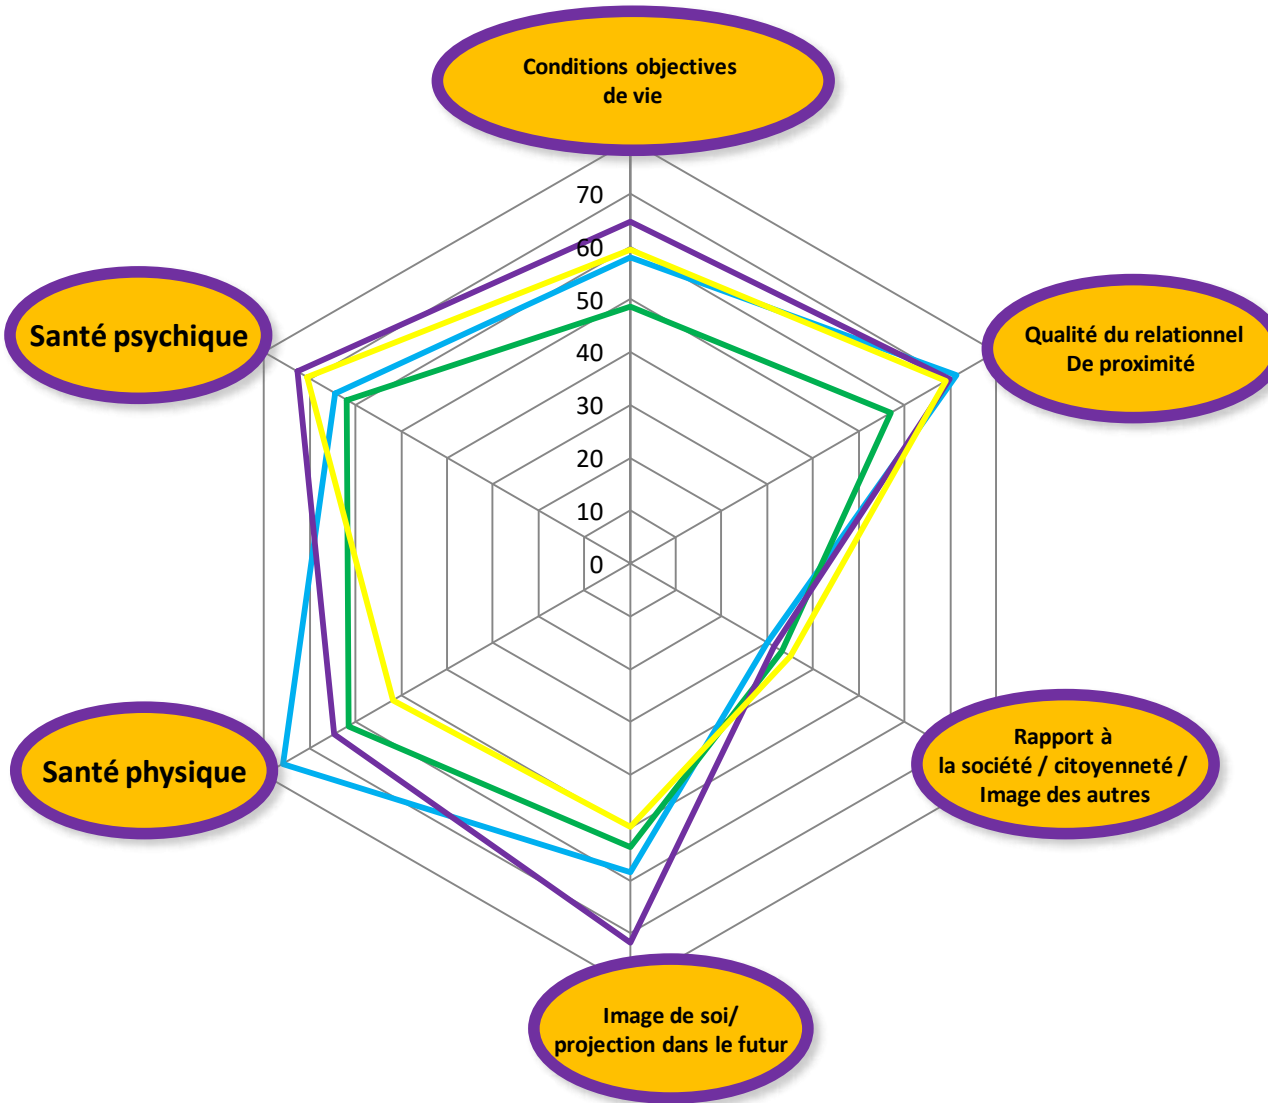 Conditions objectives
de vie
70
60
50
40
30
20
10
0
Santé psychique
Qualité du relationnel
De proximité
Santé physique
Rapport à
la société / citoyenneté /
Image des autres
Image de soi/
projection dans le futur